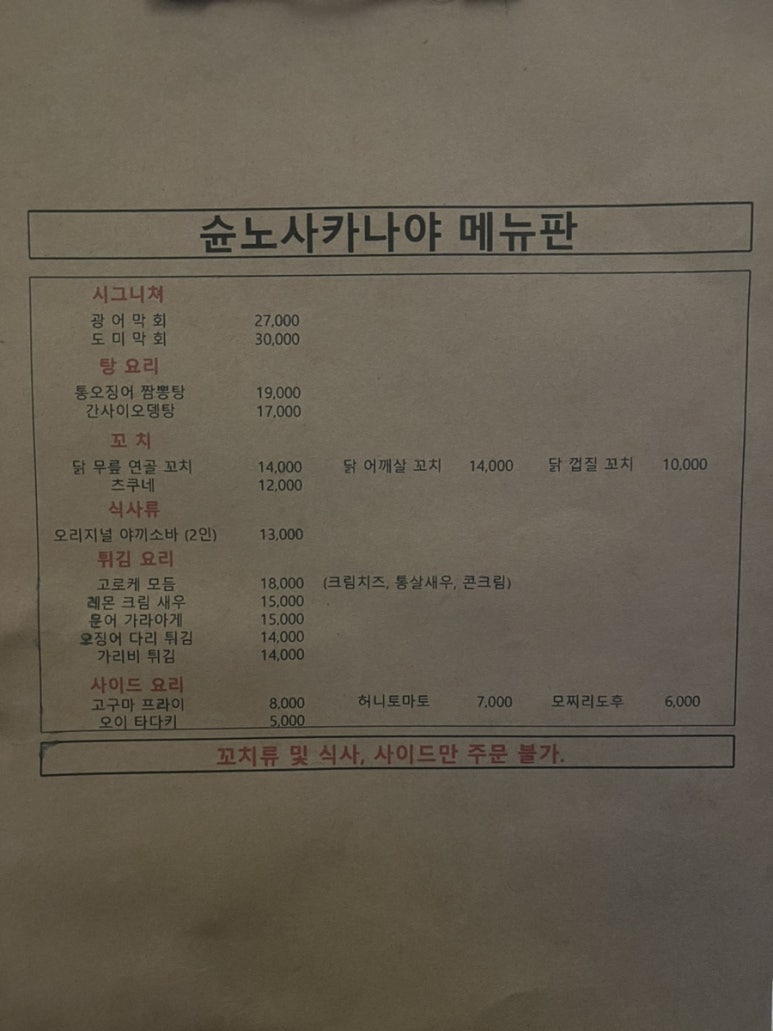 슌노사카나야 메뉴판
시그니쳐
광 어 막 회 27,000
도 미 막 회 30,000
탕 요리
통오징어 짬뽕탕 19,000
간사이오뎅탕 17,000
꼬 치
닭 무릎 연골 꼬치 14,000 닭 어깨살 꼬치 14,000 닭 껍질 꼬치 10,000
츠쿠네 12,000
식사류
오리지널 야끼소바 (2인) 13,000
튀김 요리
고로케 모듬 18,000 (크림치즈, 통살새우, 콘크림)
레몬 크림 새우 15,000
문어 가라아게 15,000
오징어 다리 튀김 14,000
가리비 튀김 14,000
사이드 요리
고구마 프라이 8,000 허니토마토 7,000 모찌리도후 6,000
오이 타다키 5,000
꼬치류 및 식사, 사이드만 주문 불가.